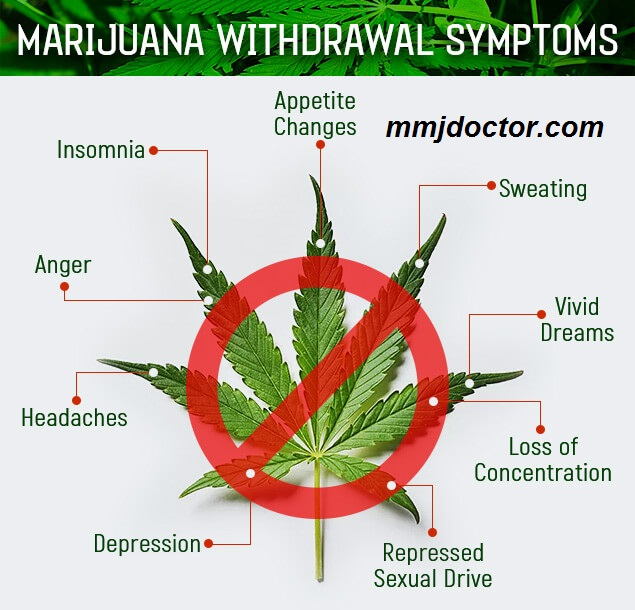 MARIJUANA WITHDRAWAL SYMPTOMS
Appetite
Changes
mmjdoctor.com
Insomnia
Sweating
Anger
Vivid
Dreams
Headaches
Loss of
Concentration
Depression
Repressed
Sexual Drive